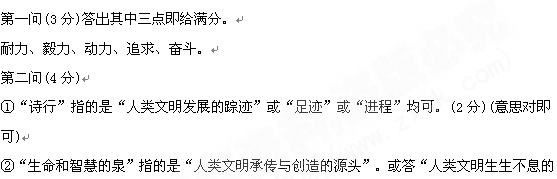 第一问(3 分)答出其中三点即给满分。
耐力、毅力、动力、追求、奋斗。
第二问(4 分)
①“诗行”指的是“人类文明发展的踪迹”或“足迹”或“进程”均可。(2 分)(意思对即
可)
②“生命和智慧的泉”指的是“人类文明承传与创造的源头”。或答“人类文明生生不息的